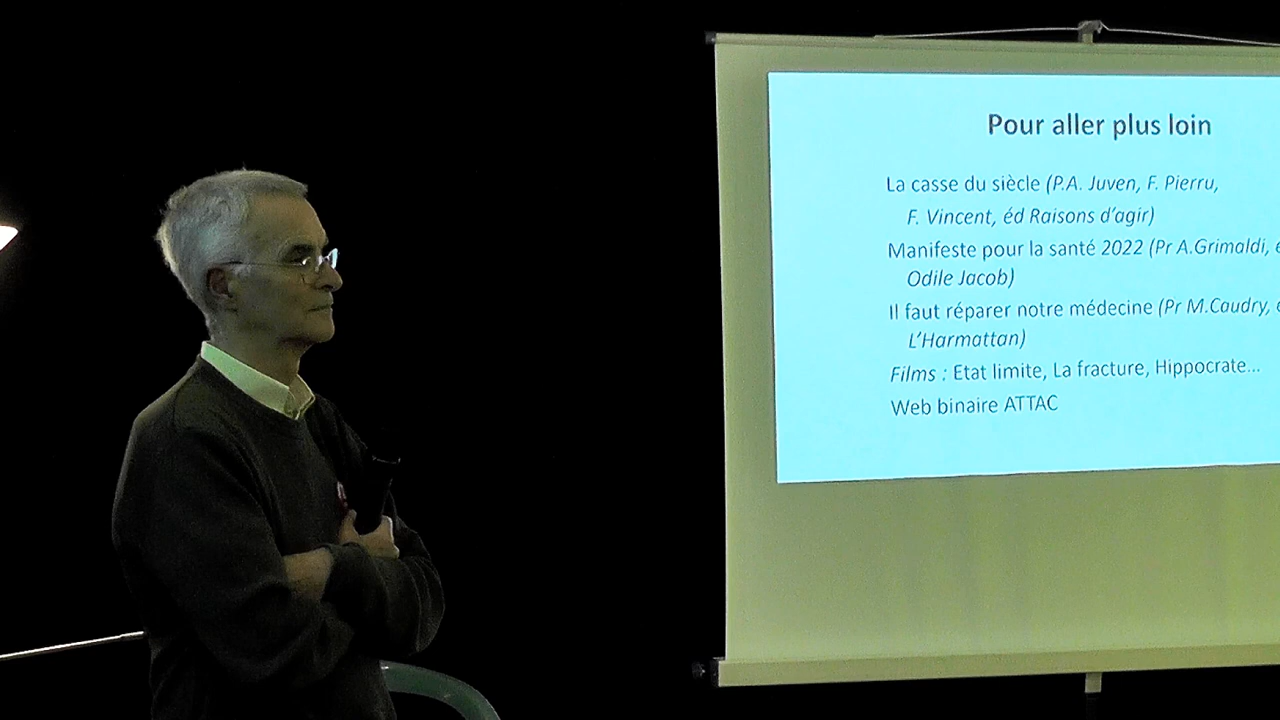 Pour aller plus loin
La casse du siècle (P.A. Juven, F. Pierru,
F. Vincent, éd Raisons d'agir)
Manifeste pour la santé 2022 (Pr A.Grimaldi, é
Odile Jacob)
Il faut réparer notre médecine (Pr M.Caudry, é
L'Harmattan)
Films : Etat limite, La fracture, Hippocrate...
Web binaire ATTAC